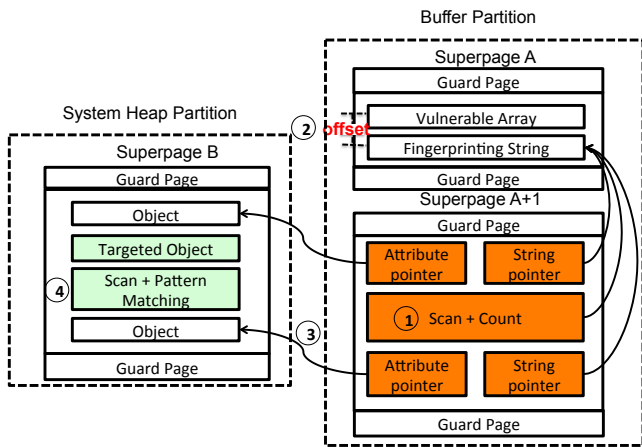 Buffer Partition
Superpage A
Guard Page
Vulnerable Array
2 offset
Fingerprinting String
Guard Page
System Heap Partition
Superpage B
Guard Page
Object
Targeted Object
4 Scan + Pattern
Matching
Object
Guard Page
Superpage A+1
Guard Page
Attribute
pointer
String
pointer
1 Scan + Count
3
Attribute
pointer
String
pointer
Guard Page